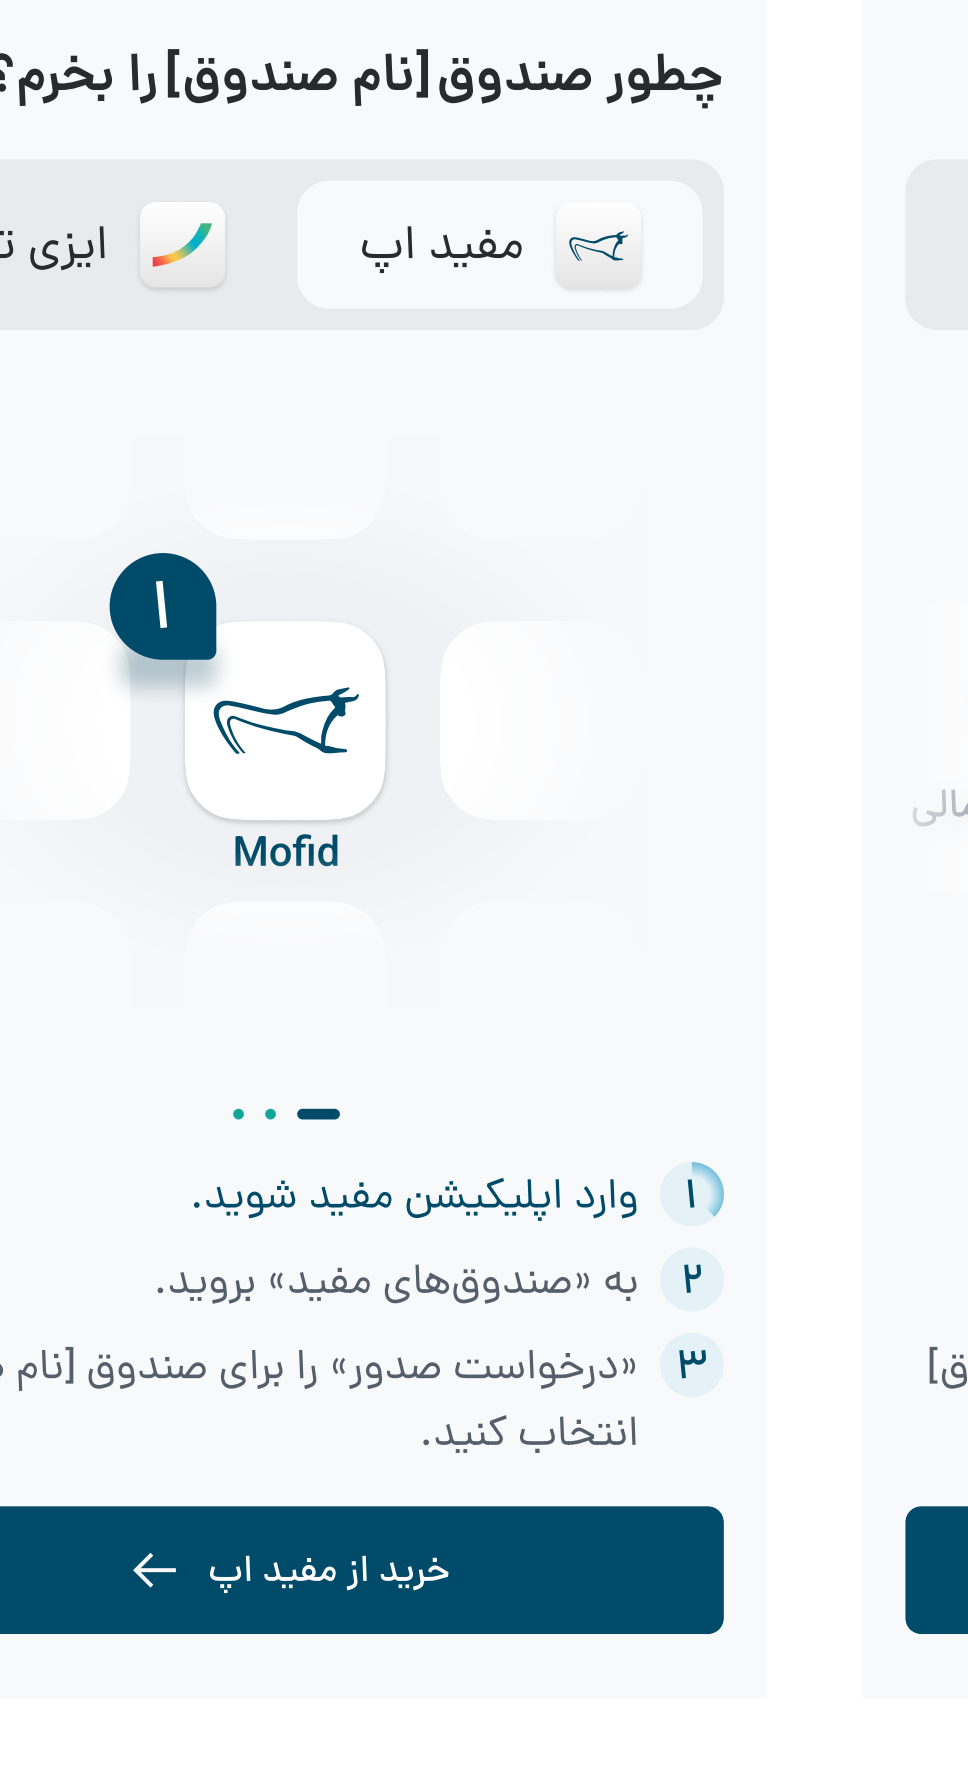 چطور صندوق [نام صندوق] را بخرم؟
مفید اپ
ایزی
۱
Mofid
مالی
۱
وارد اپلیکیشن مفید شوید.
۲
به «صندوق‌های مفید» بروید.
۳
«درخواست صدور» را برای صندوق [نام
انتخاب کنید.
خرید از مفید اپ